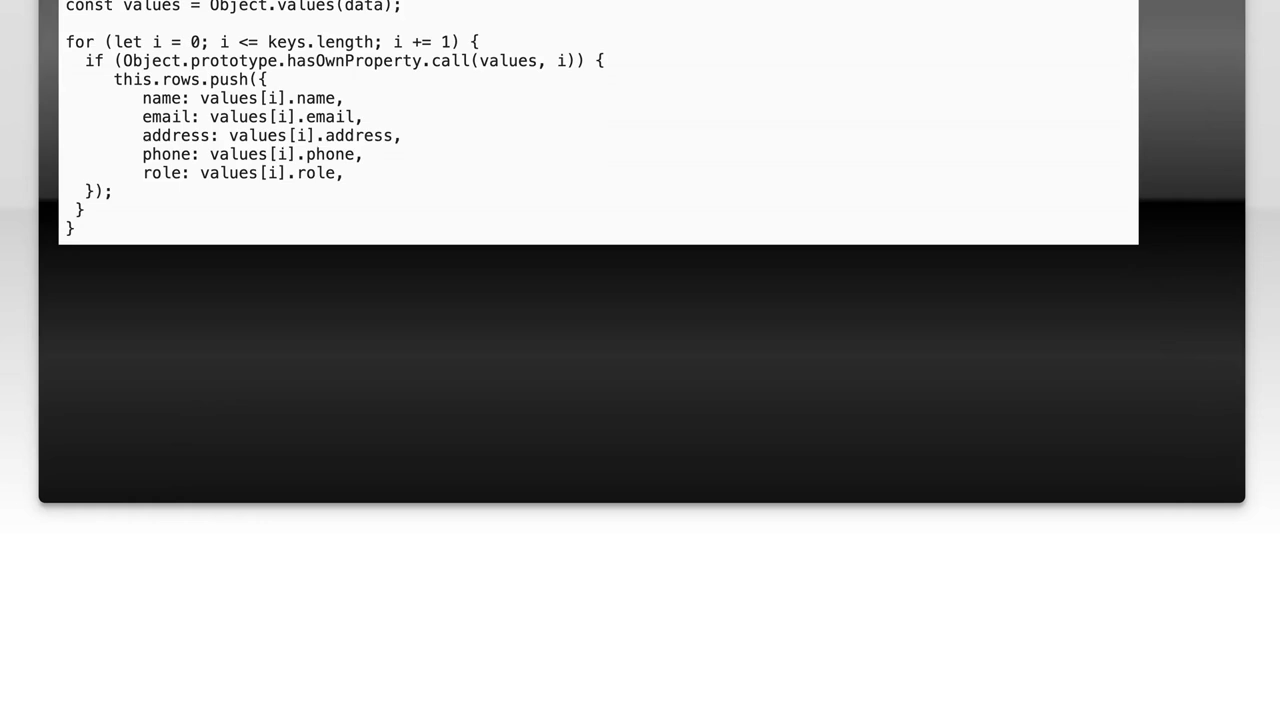 const values = Object.values(data);
for (let i = 0; i <= keys.length; i += 1) {
if (Object.prototype.hasOwnProperty.call(values, i)) {
this.rows.push({
name: values[i].name,
email: values[i].email,
address: values[i].address,
phone: values[i].phone,
role: values[i].role,
});
}
}